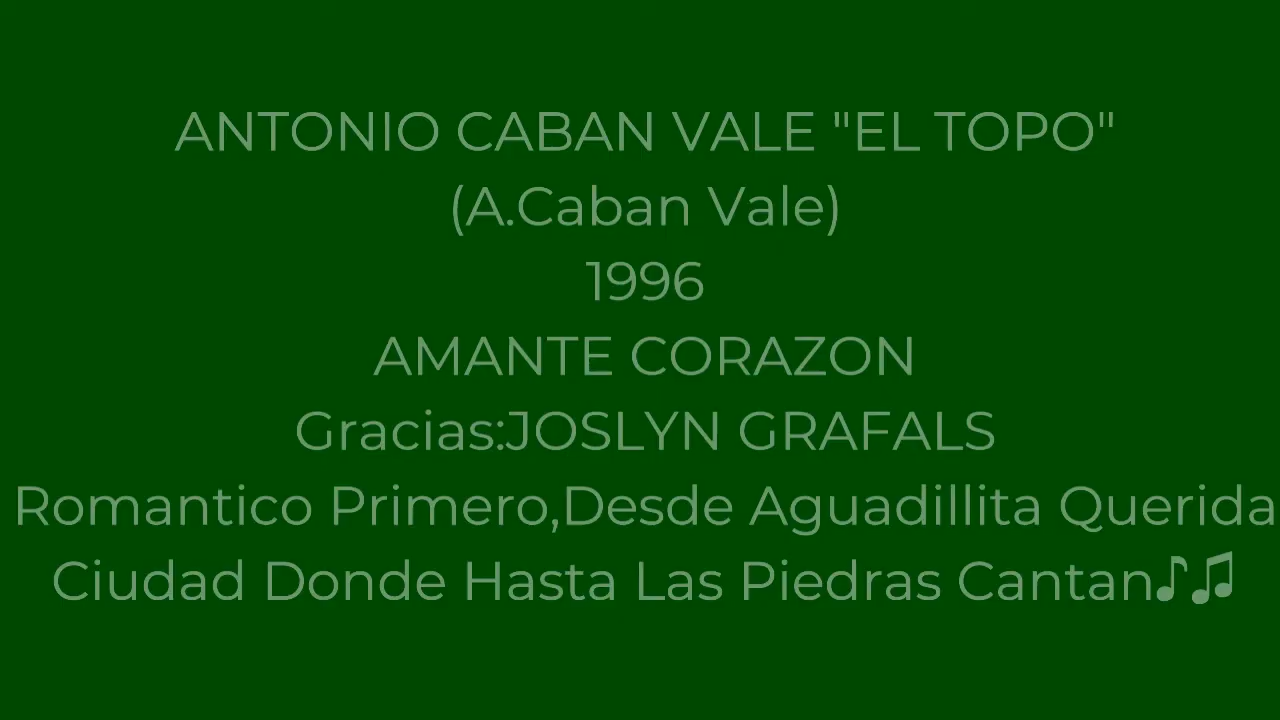 ANTONIO CABAN VALE "EL TOPO"
(A.Caban Vale)
1996
AMANTE CORAZON
Gracias:JOSLYN GRAFALS
Romantico Primero,Desde Aguadillita Querida
Ciudad Donde Hasta Las Piedras Cantan♪♫